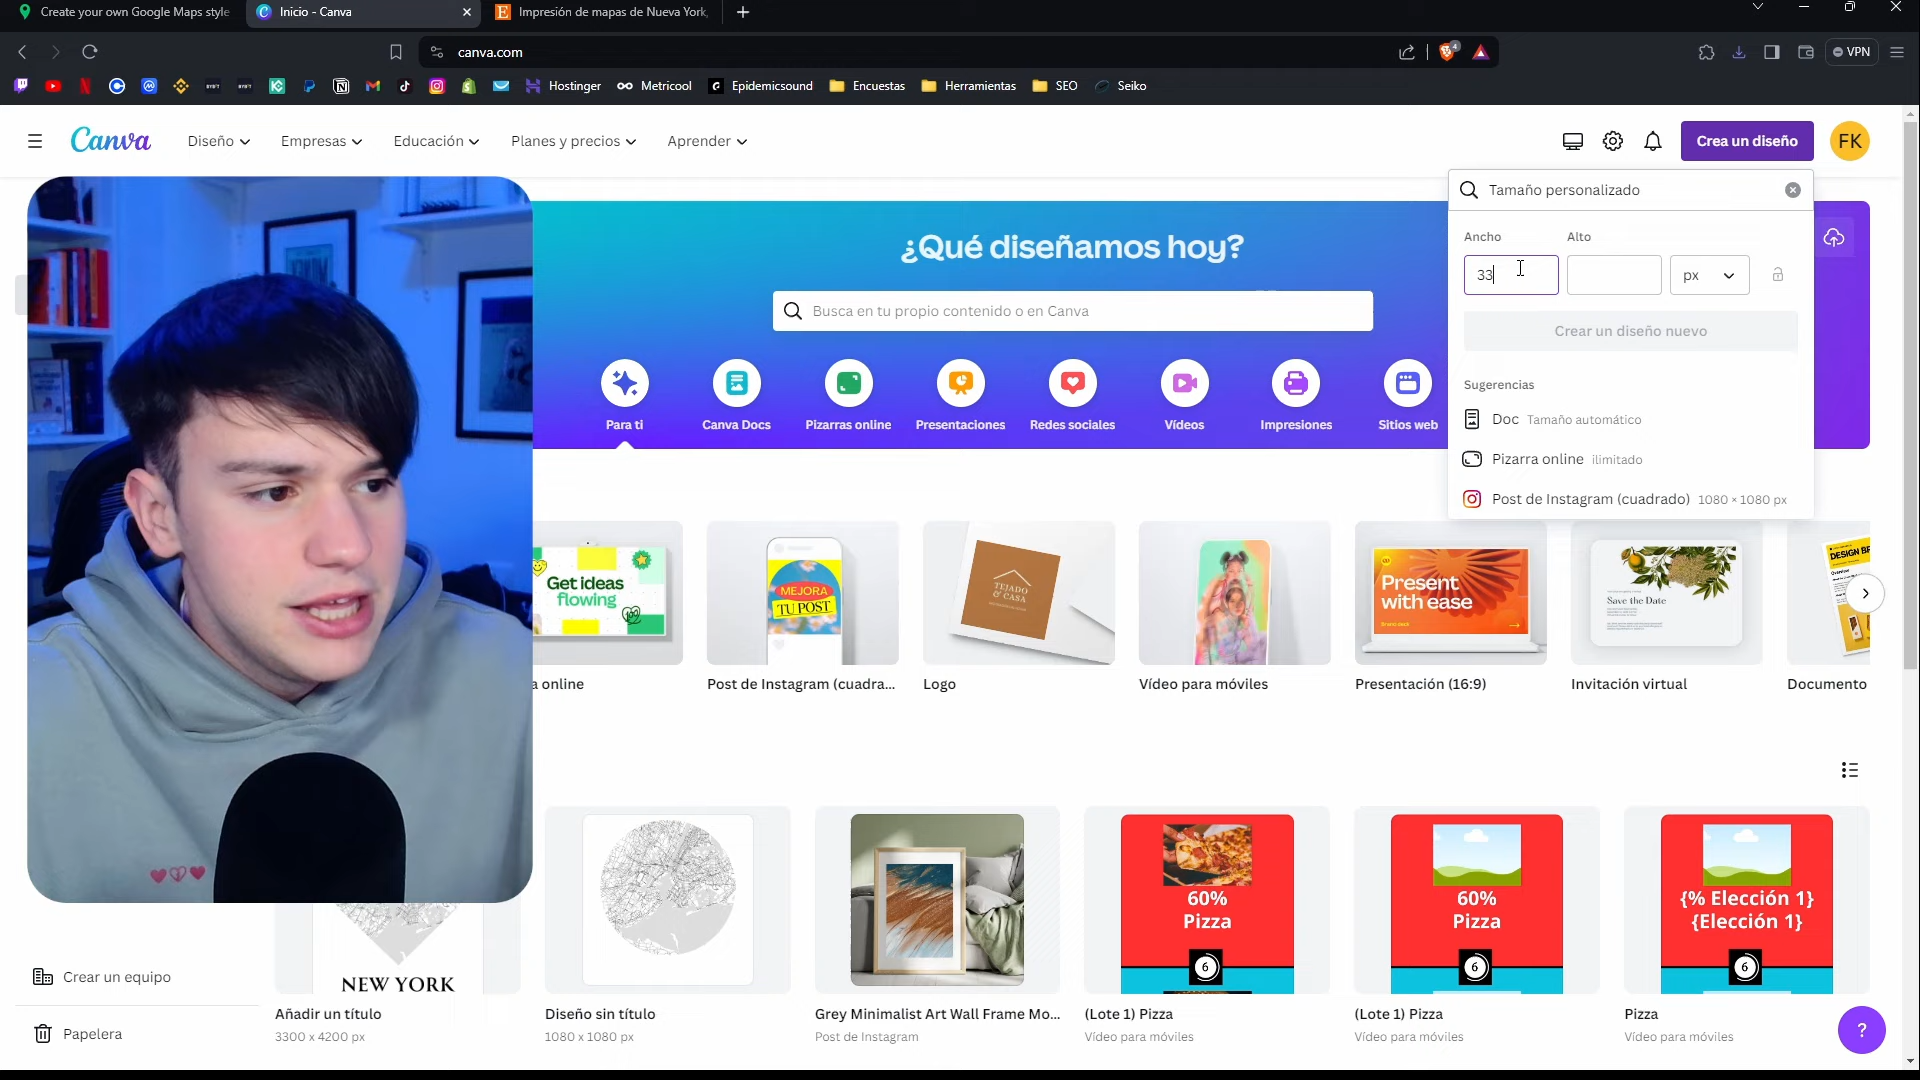 Create your own Google Maps style
Inicio - Canva
Impresión de mapas de Nueva York,
canva.com
VPN
Hostinger
Metricool
Epidemicsound
Encuestas
Herramientas
SEO
Seiko
Canva
Diseño
Empresas
Educación
Planes y precios
Aprender
Crea un diseño
FK
Tamaño personalizado
Ancho
Alto
33
px
Crear un diseño nuevo
Sugerencias
Doc Tamaño automático
Pizarra online ilimitado
Post de Instagram (cuadrado) 1080 × 1080 px
¿Qué diseñamos hoy?
Busca en tu propio contenido o en Canva
Para ti
Canva Docs
Pizarras online
Presentaciones
Redes sociales
Vídeos
Impresiones
Sitios web
Get ideas
flowing
MEJORA
TU POST
TEJADO
& CASA
Present
with ease
Save the Date
DESIGN BR
a online
Post de Instagram (cuadra...
Logo
Vídeo para móviles
Presentación (16:9)
Invitación virtual
Documento
NEW YORK
60%
Pizza
6
60%
Pizza
6
{% Elección 1}
{Elección 1}
6
Crear un equipo
Papelera
Añadir un título
3300 x 4200 px
Diseño sin título
1080 x 1080 px
Grey Minimalist Art Wall Frame Mo...
Post de Instagram
(Lote 1) Pizza
Vídeo para móviles
(Lote 1) Pizza
Vídeo para móviles
Pizza
Vídeo para móviles
?